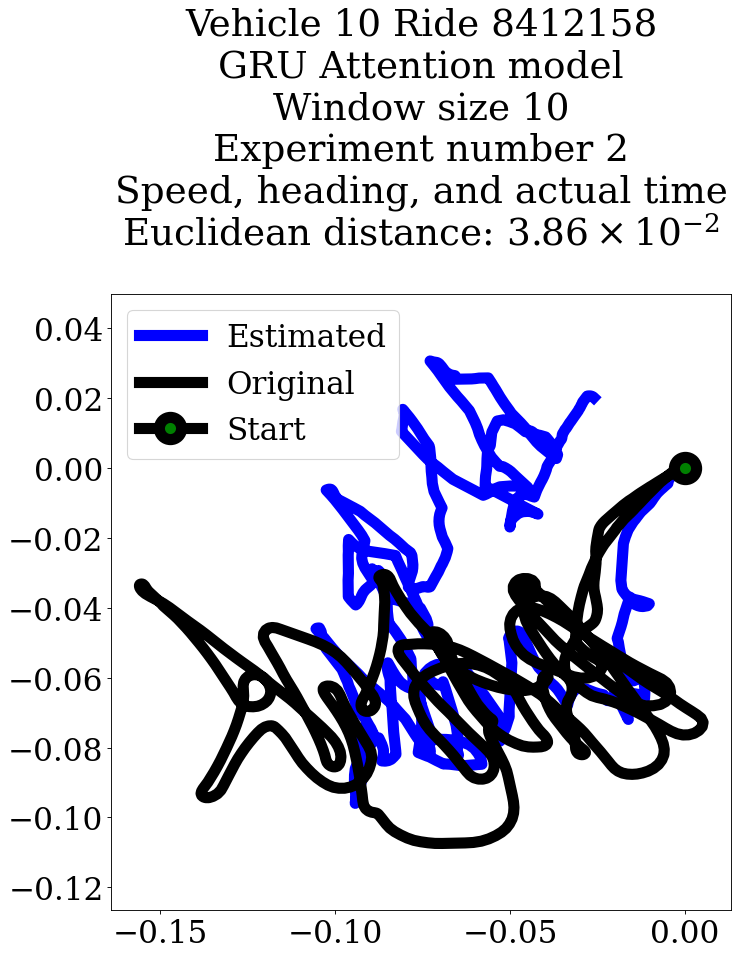 Vehicle 10 Ride 8412158
GRU Attention model
Window size 10
Experiment number 2
Speed, heading, and actual time
Euclidean distance: 3.86 × 10⁻²
Estimated
Original
Start
0.04
0.02
0.00
−0.02
−0.04
−0.06
−0.08
−0.10
−0.12
−0.15
−0.10
−0.05
0.00